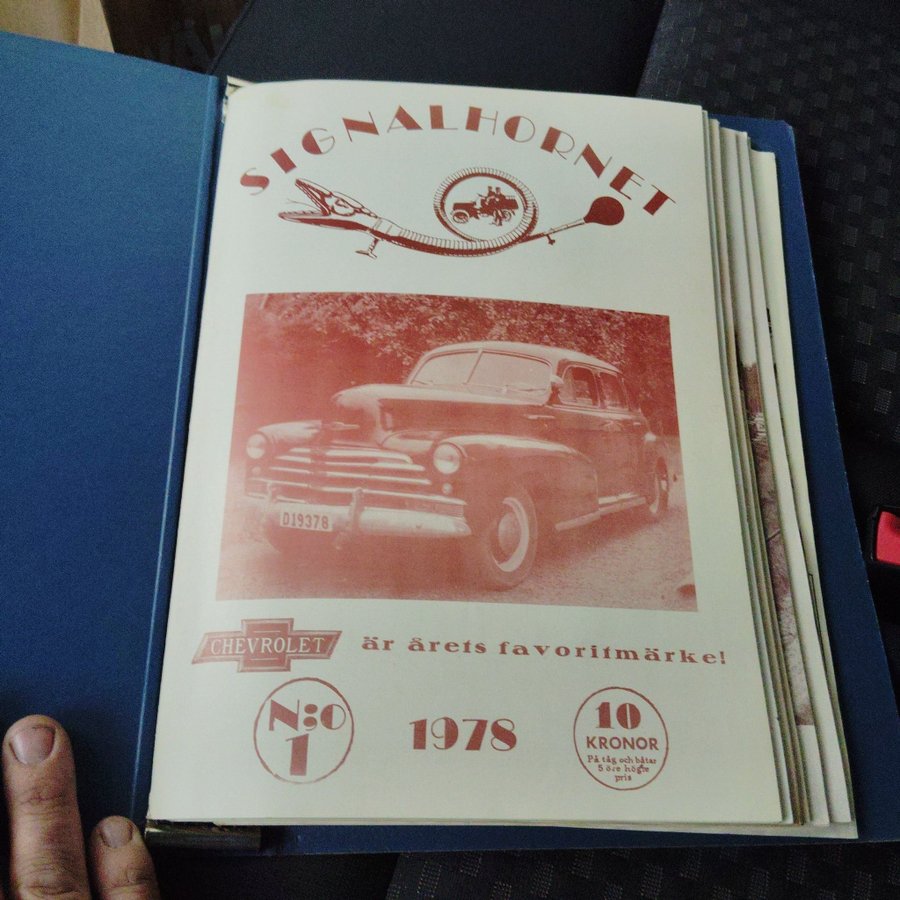 SIGNALHORNET
D19378
CHEVROLET är årets favoritmärke!
N:o
1
1978
10
KRONOR
På tåg och båtar
5 öre högre
pris